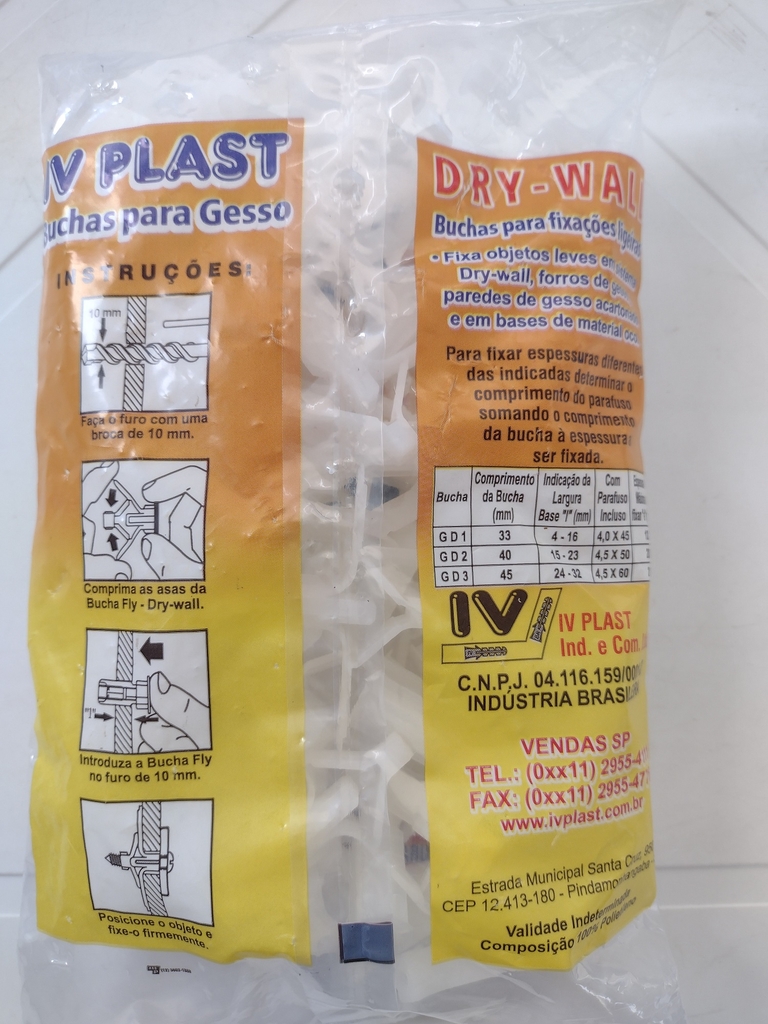 IV PLAST
Buchas para Gesso
INSTRUÇÕES:
10 mm
Faça o furo com uma
broca de 10 mm.
Comprima as asas da
Bucha Fly - Dry-wall.
"I"
Introduza a Bucha Fly
no furo de 10 mm.
Posicione o objeto e
fixe-o firmemente.
DRY-WAL
Buchas para fixações
• Fixa objetos leves em
Dry-wall, forros de
paredes de gesso
e em bases de material
Para fixar espessuras diferentes
das indicadas determinar o
comprimento do parafuso
somando o comprimento
da bucha à espessura
ser fixada.
Bucha Comprimento da Bucha (mm) Indicação da Largura Base "I" (mm) Com Parafuso Incluso
GD1 33 4 - 16 4,0 X 45
GD2 40 15 - 23 4,5 X 50
GD3 45 24 - 32 4,5 X 60
IV
IV PLAST
Ind. e Com.
C.N.P.J. 04.116.159/00
INDÚSTRIA BRASI
VENDAS SP
TEL.: (0xx11) 2955-4
FAX: (0xx11) 2955-47
www.ivplast.com.br
Estrada Municipal Santa Cruz,
CEP 12.413-180 -
Validade Indeterminada
Composição 100%